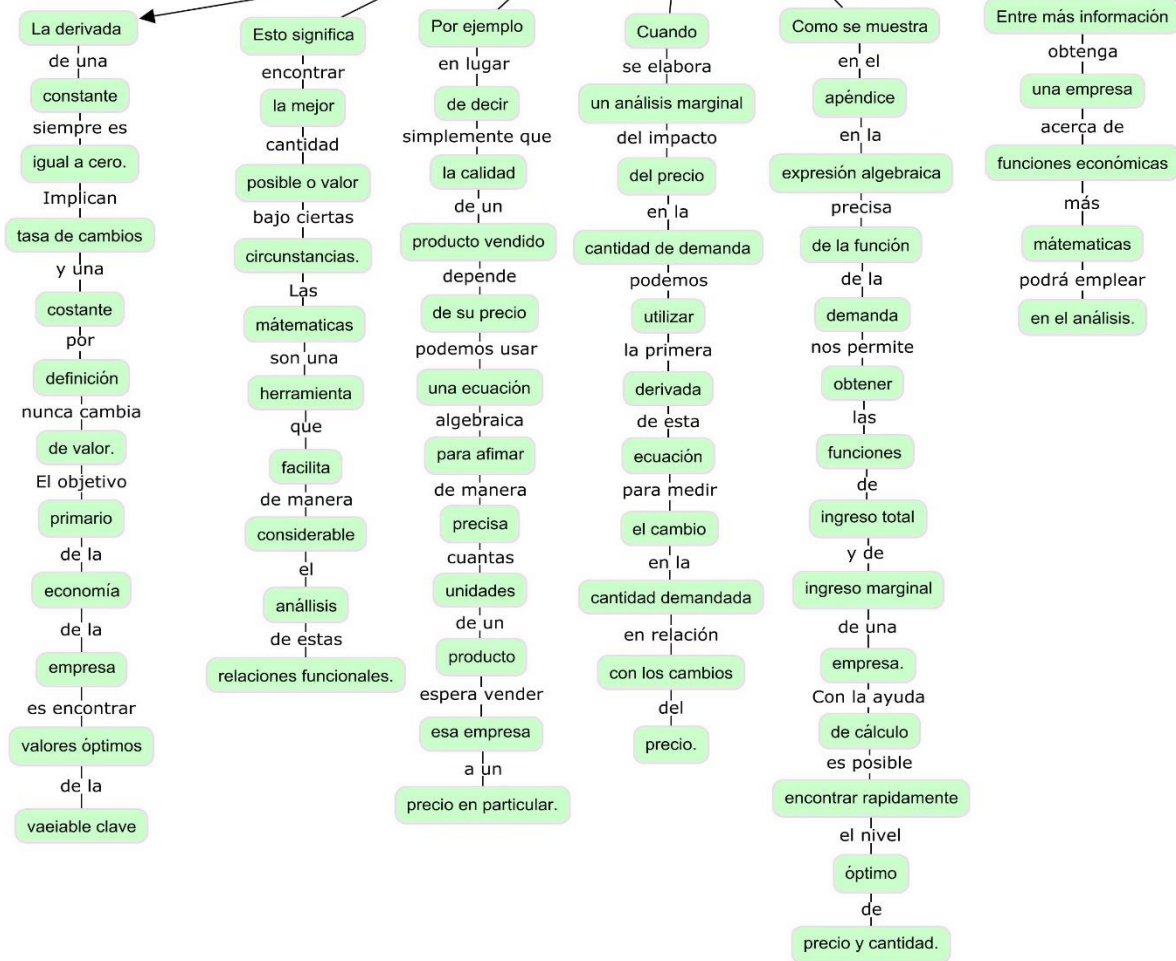 La derivada
de una
constante
siempre es
igual a cero.
Implican
tasa de cambios
y una
costante
por
definición
nunca cambia
de valor.
El objetivo
primario
de la
economía
de la
empresa
es encontrar
valores óptimos
de la
vaeiable clave
Esto significa
encontrar
la mejor
cantidad
posible o valor
bajo ciertas
circunstancias.
Las
mátematicas
son una
herramienta
que
facilita
de manera
considerable
el
anállisis
de estas
relaciones funcionales.
Por ejemplo
en lugar
de decir
simplemente que
la calidad
de un
producto vendido
depende
de su precio
podemos usar
una ecuación
algebraica
para afimar
de manera
precisa
cuantas
unidades
de un
producto
espera vender
esa empresa
a un
precio en particular.
Cuando
se elabora
un análisis marginal
del impacto
del precio
en la
cantidad de demanda
podemos
utilizar
la primera
derivada
de esta
ecuación
para medir
el cambio
en la
cantidad demandada
en relación
con los cambios
del
precio.
Como se muestra
en el
apéndice
en la
expresión algebraica
precisa
de la función
de la
demanda
nos permite
obtener
las
funciones
de
ingreso total
y de
ingreso marginal
de una
empresa.
Con la ayuda
de cálculo
es posible
encontrar rapidamente
el nivel
óptimo
de
precio y cantidad.
Entre más información
obtenga
una empresa
acerca de
funciones económicas
más
mátematicas
podrá emplear
en el análisis.